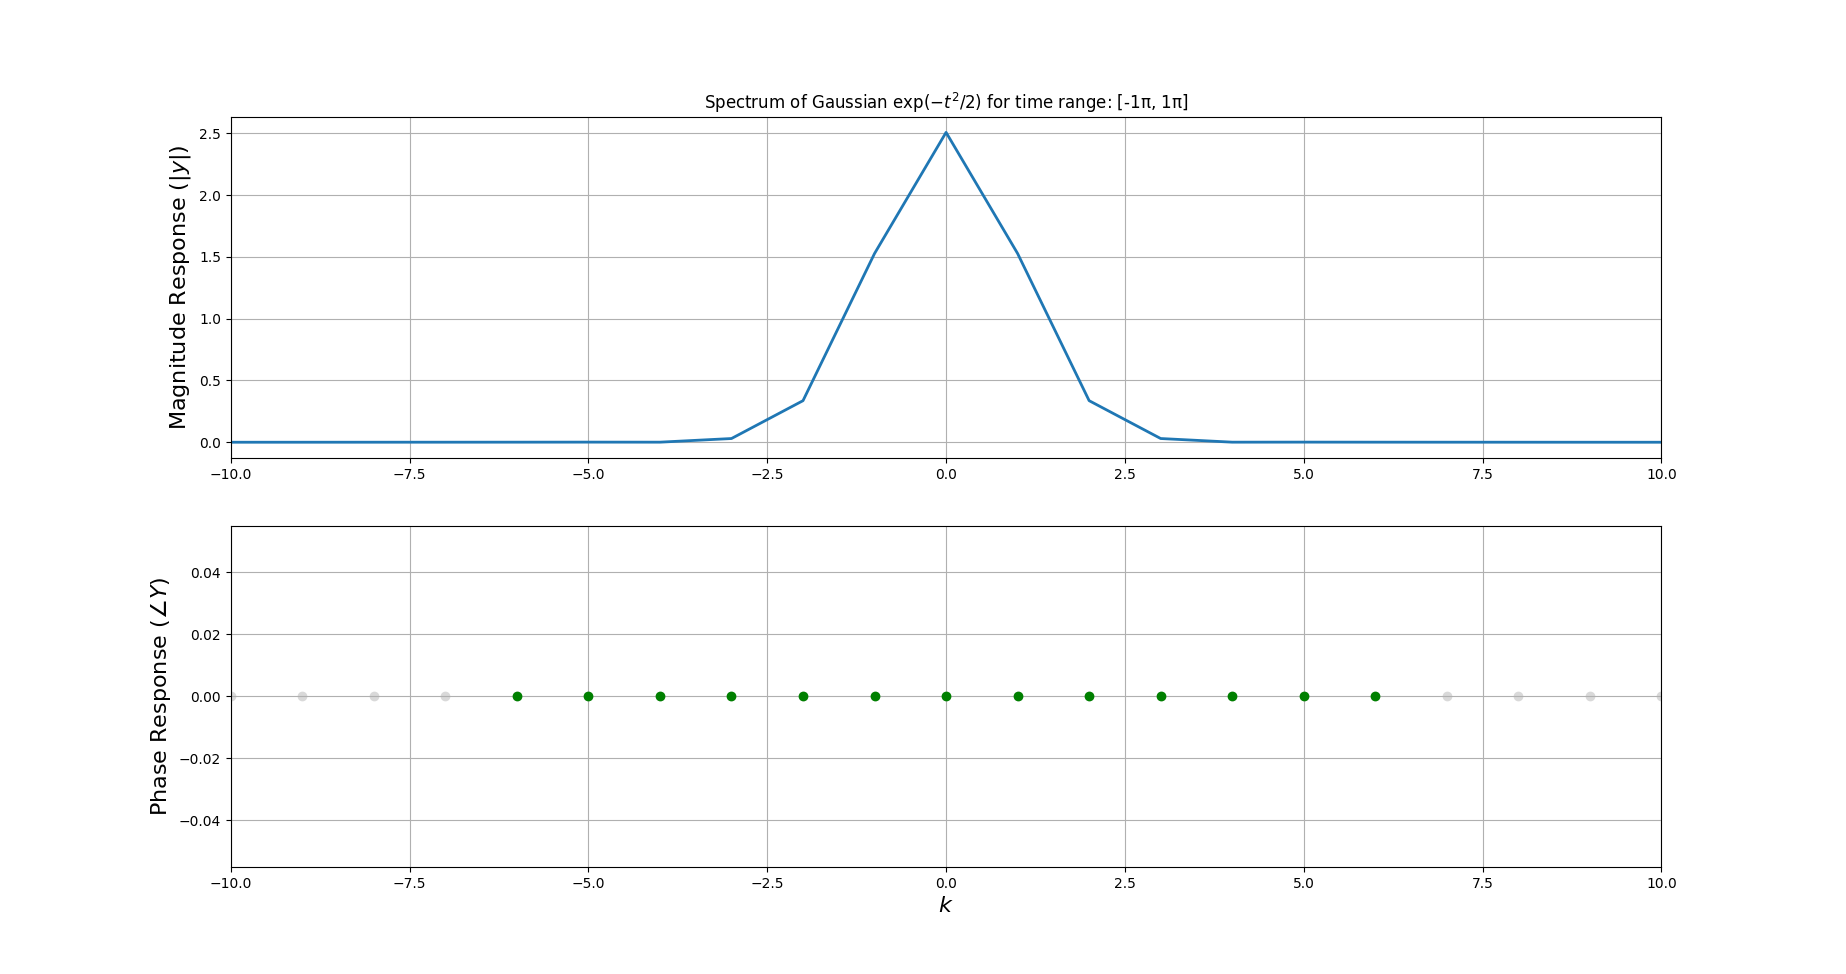 Spectrum of Gaussian exp(−t²/2) for time range: [-1π, 1π]
Magnitude Response (|y|)
2.5
2.0
1.5
1.0
0.5
0.0
−10.0 −7.5 −5.0 −2.5 0.0 2.5 5.0 7.5 10.0
Phase Response (∠Y)
0.04
0.02
0.00
−0.02
−0.04
−10.0 −7.5 −5.0 −2.5 0.0 2.5 5.0 7.5 10.0
k